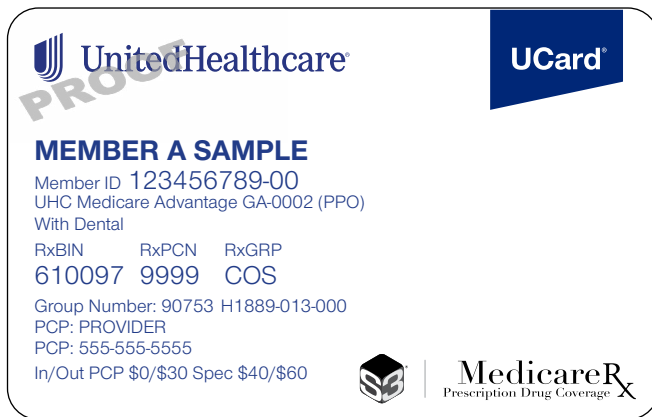 UnitedHealthcare®
UCard®
PROOF
MEMBER A SAMPLE
Member ID 123456789-00
UHC Medicare Advantage GA-0002 (PPO)
With Dental
RxBIN RxPCN RxGRP
610097 9999 COS
Group Number: 90753 H1889-013-000
PCP: PROVIDER
PCP: 555-555-5555
In/Out PCP $0/$30 Spec $40/$60
S3
MedicareRx
Prescription Drug Coverage